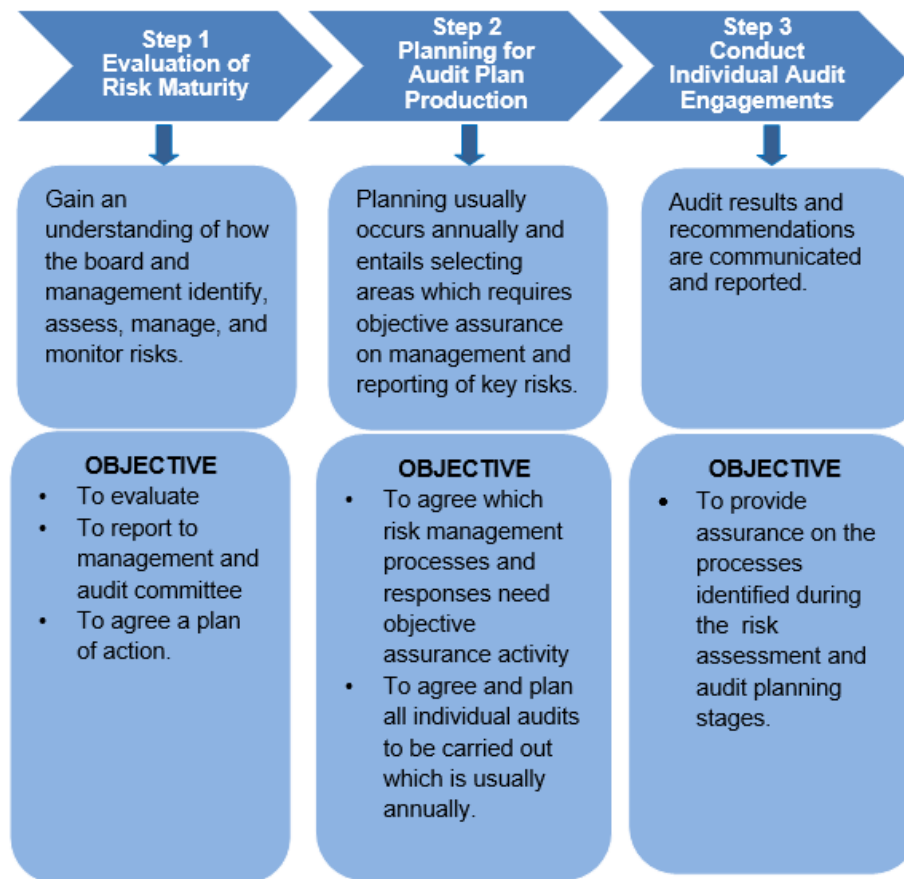 Step 1
Evaluation of
Risk Maturity
Step 2
Planning for
Audit Plan
Production
Step 3
Conduct
Individual Audit
Engagements
Gain an
understanding of how
the board and
management identify,
assess, manage, and
monitor risks.
Planning usually
occurs annually and
entails selecting
areas which requires
objective assurance
on management and
reporting of key risks.
Audit results and
recommendations
are communicated
and reported.
OBJECTIVE
• To evaluate
• To report to
management and
audit committee
• To agree a plan
of action.
OBJECTIVE
• To agree which
risk management
processes and
responses need
objective
assurance activity
• To agree and plan
all individual audits
to be carried out
which is usually
annually.
OBJECTIVE
• To provide
assurance on the
processes
identified during
the risk
assessment and
audit planning
stages.